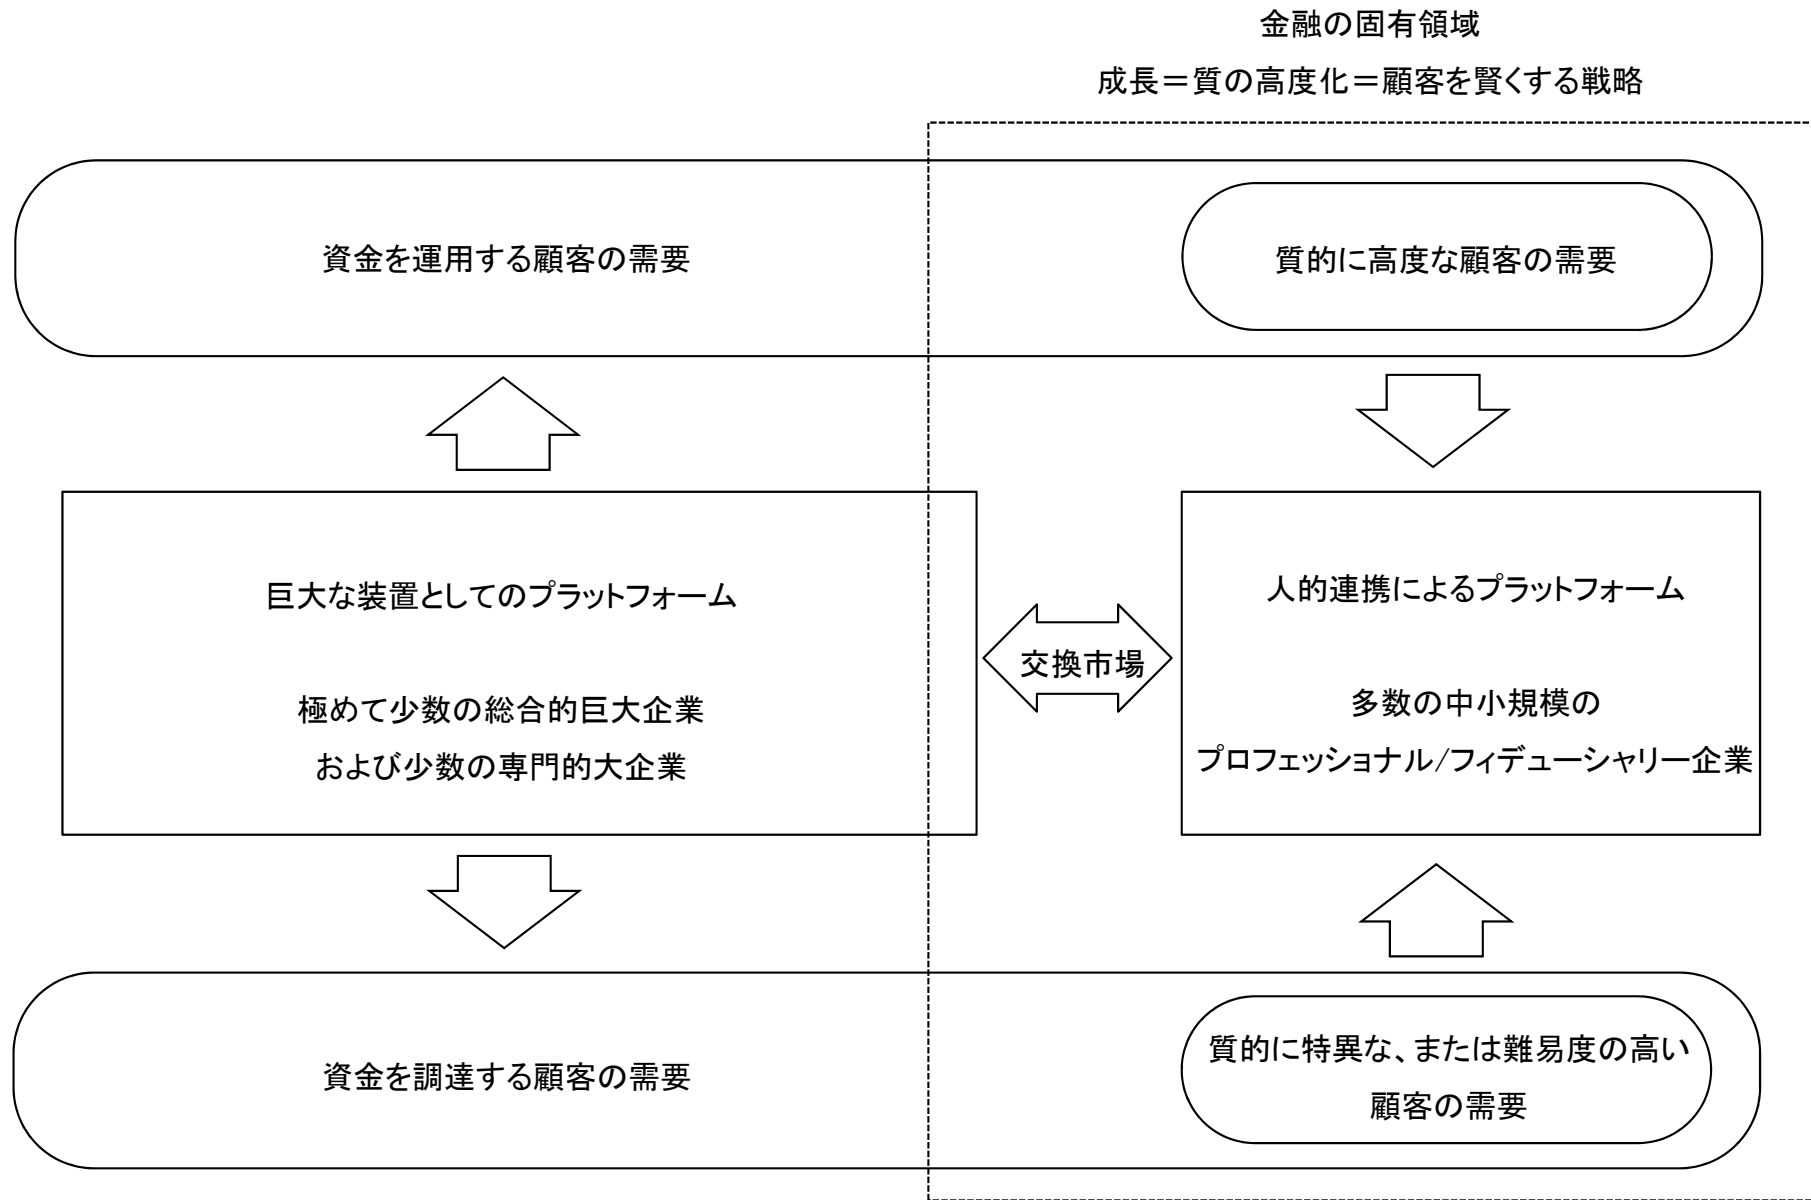 金融の固有領域
成長＝質の高度化＝顧客を賢くする戦略
資金を運用する顧客の需要
質的に高度な顧客の需要
巨大な装置としてのプラットフォーム
極めて少数の総合的巨大企業
および少数の専門的大企業
交換市場
人的連携によるプラットフォーム
多数の中小規模の
プロフェッショナル/フィデューシャリー企業
資金を調達する顧客の需要
質的に特異な、または難易度の高い
顧客の需要